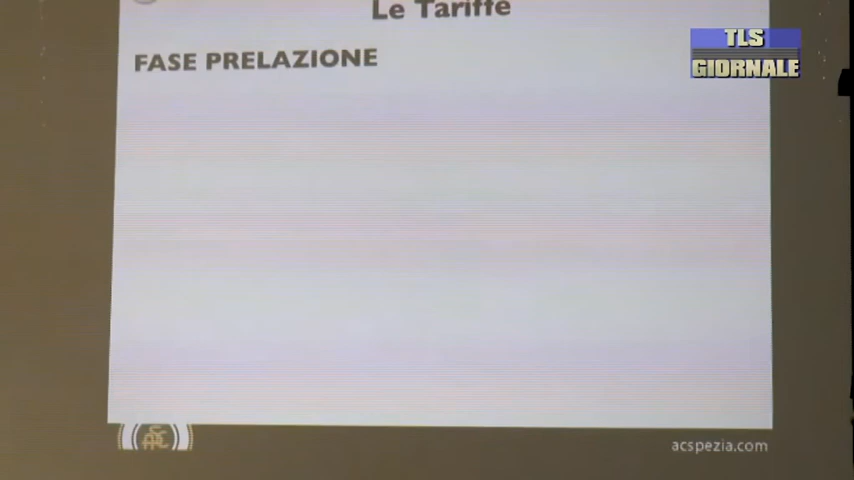 Le Tariffe
TLS
GIORNALE
FASE PRELAZIONE
acspezia.com